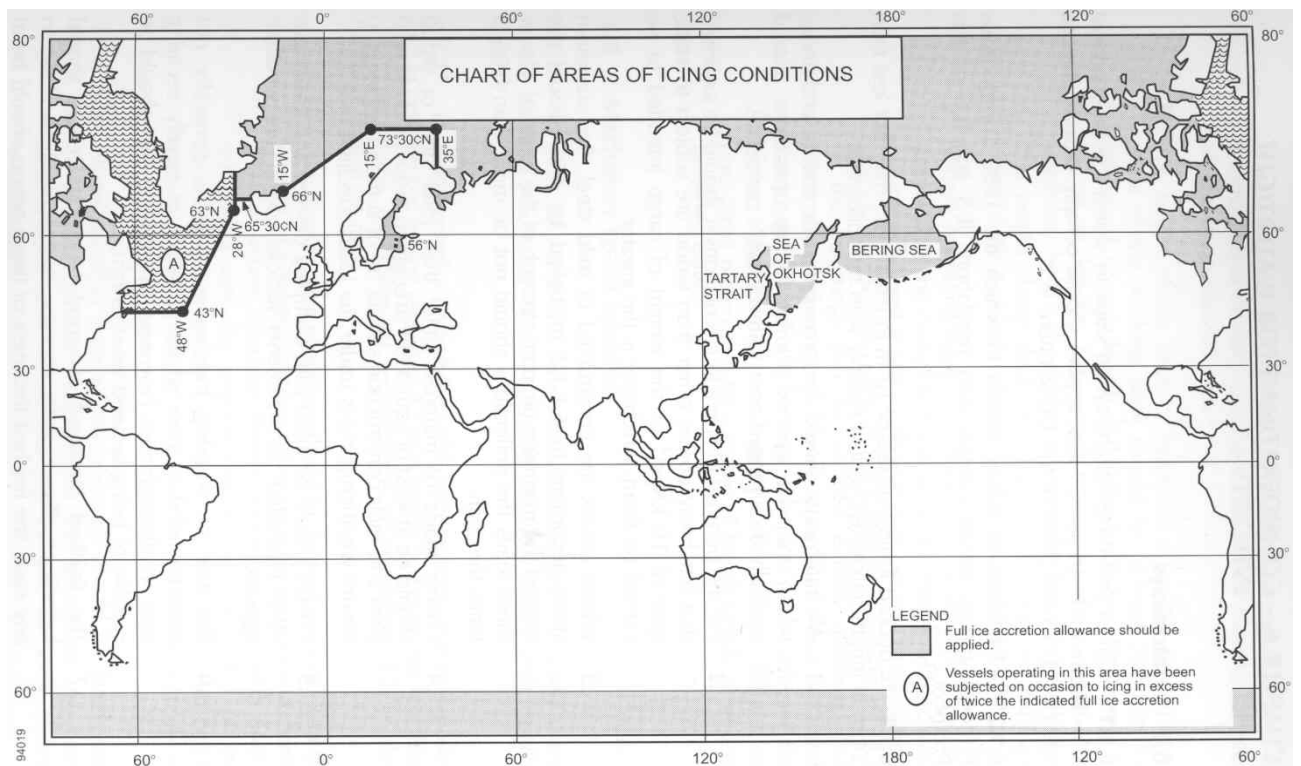 60° 0° 60° 120° 180° 120° 60°
80° 80°
CHART OF AREAS OF ICING CONDITIONS
15°W
15°E
73°30¢N
35°E
66°N
63°N
65°30¢N
28°W
60° 60°
56°N
A
SEA
OF
OKHOTSK
BERING SEA
TARTARY
STRAIT
43°N
48°W
30° 30°
0° 0°
30° 30°
LEGEND
Full ice accretion allowance should be
applied.
A
Vessels operating in this area have been
subjected on occasion to icing in excess
of twice the indicated full ice accretion
allowance.
60° 60°
94019
60° 0° 60° 120° 180° 120° 60°